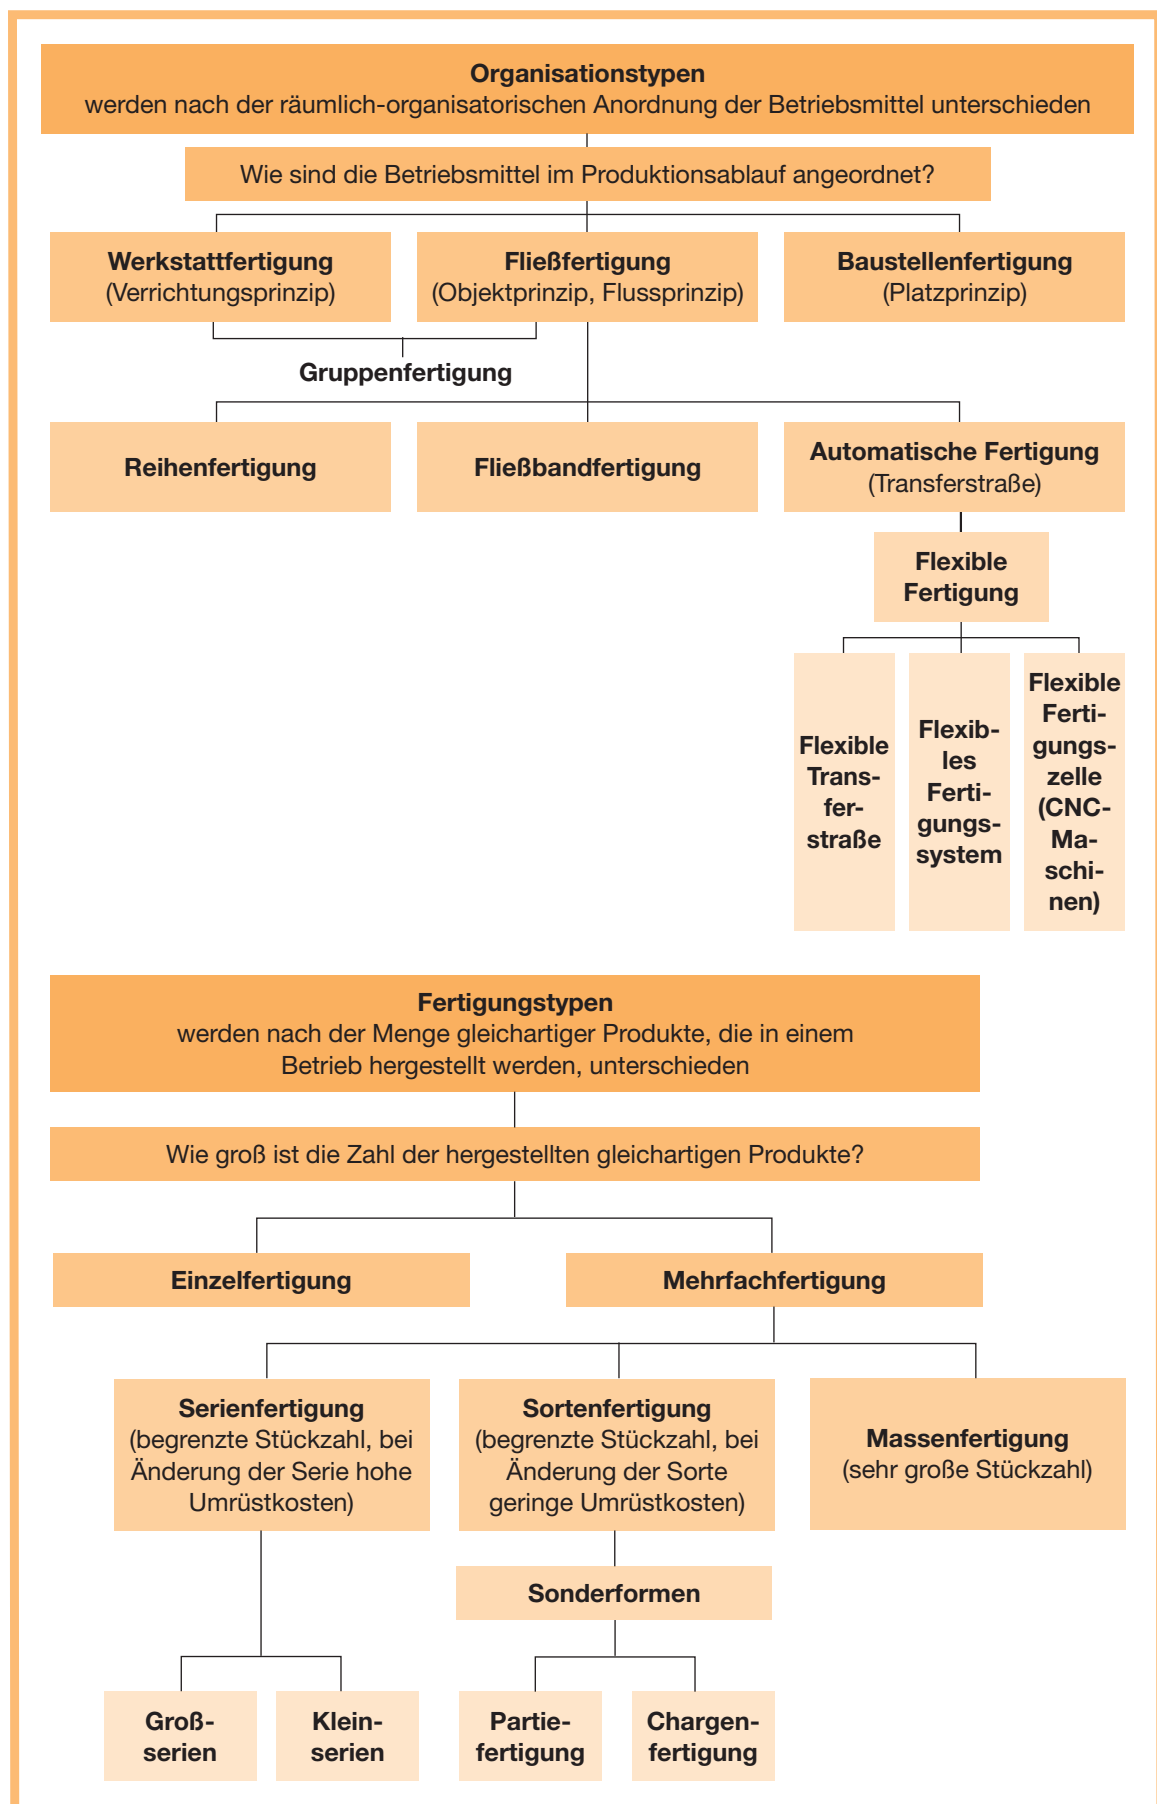 Organisationstypen
werden nach der räumlich-organisatorischen Anordnung der Betriebsmittel unterschieden
Wie sind die Betriebsmittel im Produktionsablauf angeordnet?
Werkstattfertigung
(Verrichtungsprinzip)
Fließfertigung
(Objektprinzip, Flussprinzip)
Baustellenfertigung
(Platzprinzip)
Gruppenfertigung
Reihenfertigung
Fließbandfertigung
Automatische Fertigung
(Transferstraße)
Flexible
Fertigung
Flexible
Trans-
fer-
straße
Flexib-
les
Ferti-
gungs-
system
Flexible
Ferti-
gungs-
zelle
(CNC-
Ma-
schi-
nen)
Fertigungstypen
werden nach der Menge gleichartiger Produkte, die in einem
Betrieb hergestellt werden, unterschieden
Wie groß ist die Zahl der hergestellten gleichartigen Produkte?
Einzelfertigung
Mehrfachfertigung
Serienfertigung
(begrenzte Stückzahl, bei
Änderung der Serie hohe
Umrüstkosten)
Sortenfertigung
(begrenzte Stückzahl, bei
Änderung der Sorte
geringe Umrüstkosten)
Massenfertigung
(sehr große Stückzahl)
Sonderformen
Groß-
serien
Klein-
serien
Partie-
fertigung
Chargen-
fertigung